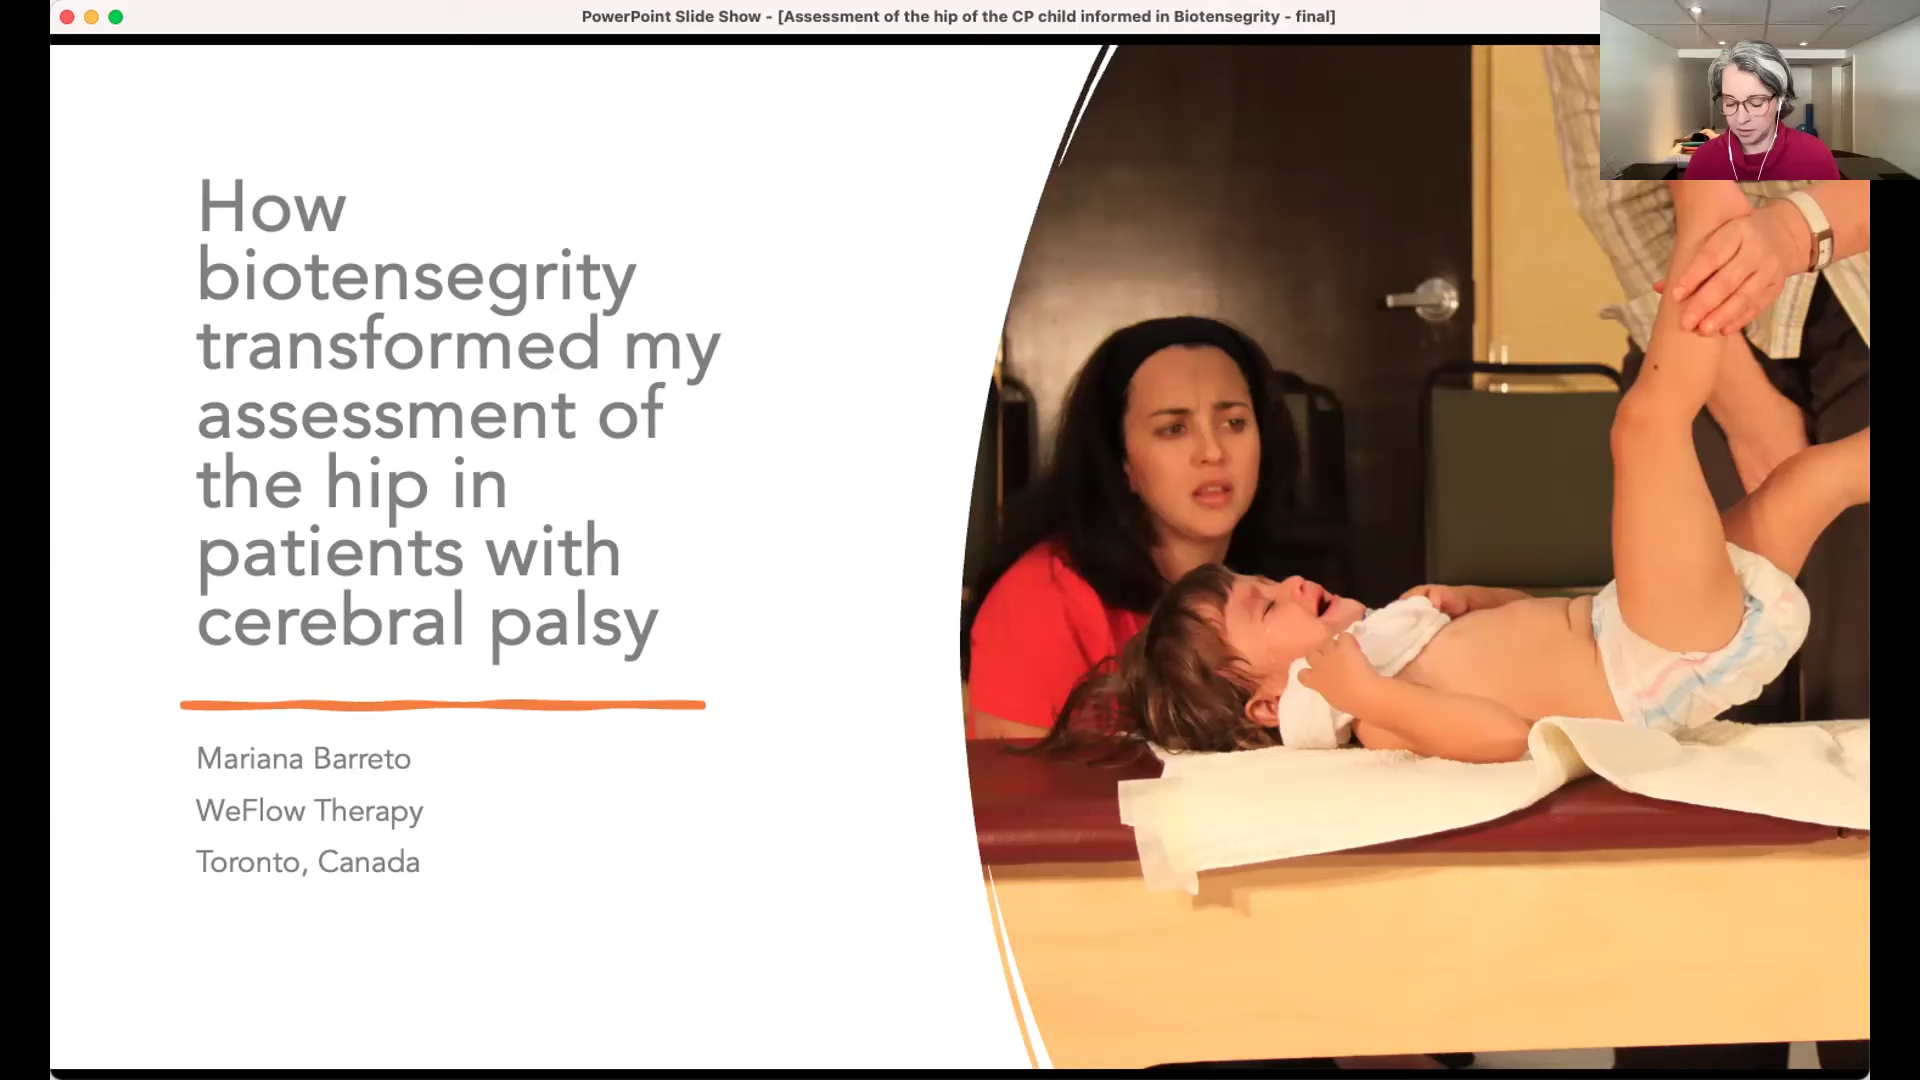 PowerPoint Slide Show - [Assessment of the hip of the CP child informed in Biotensegrity - final]
How
biotensegrity
transformed my
assessment of
the hip in
patients with
cerebral palsy
Mariana Barreto
WeFlow Therapy
Toronto, Canada